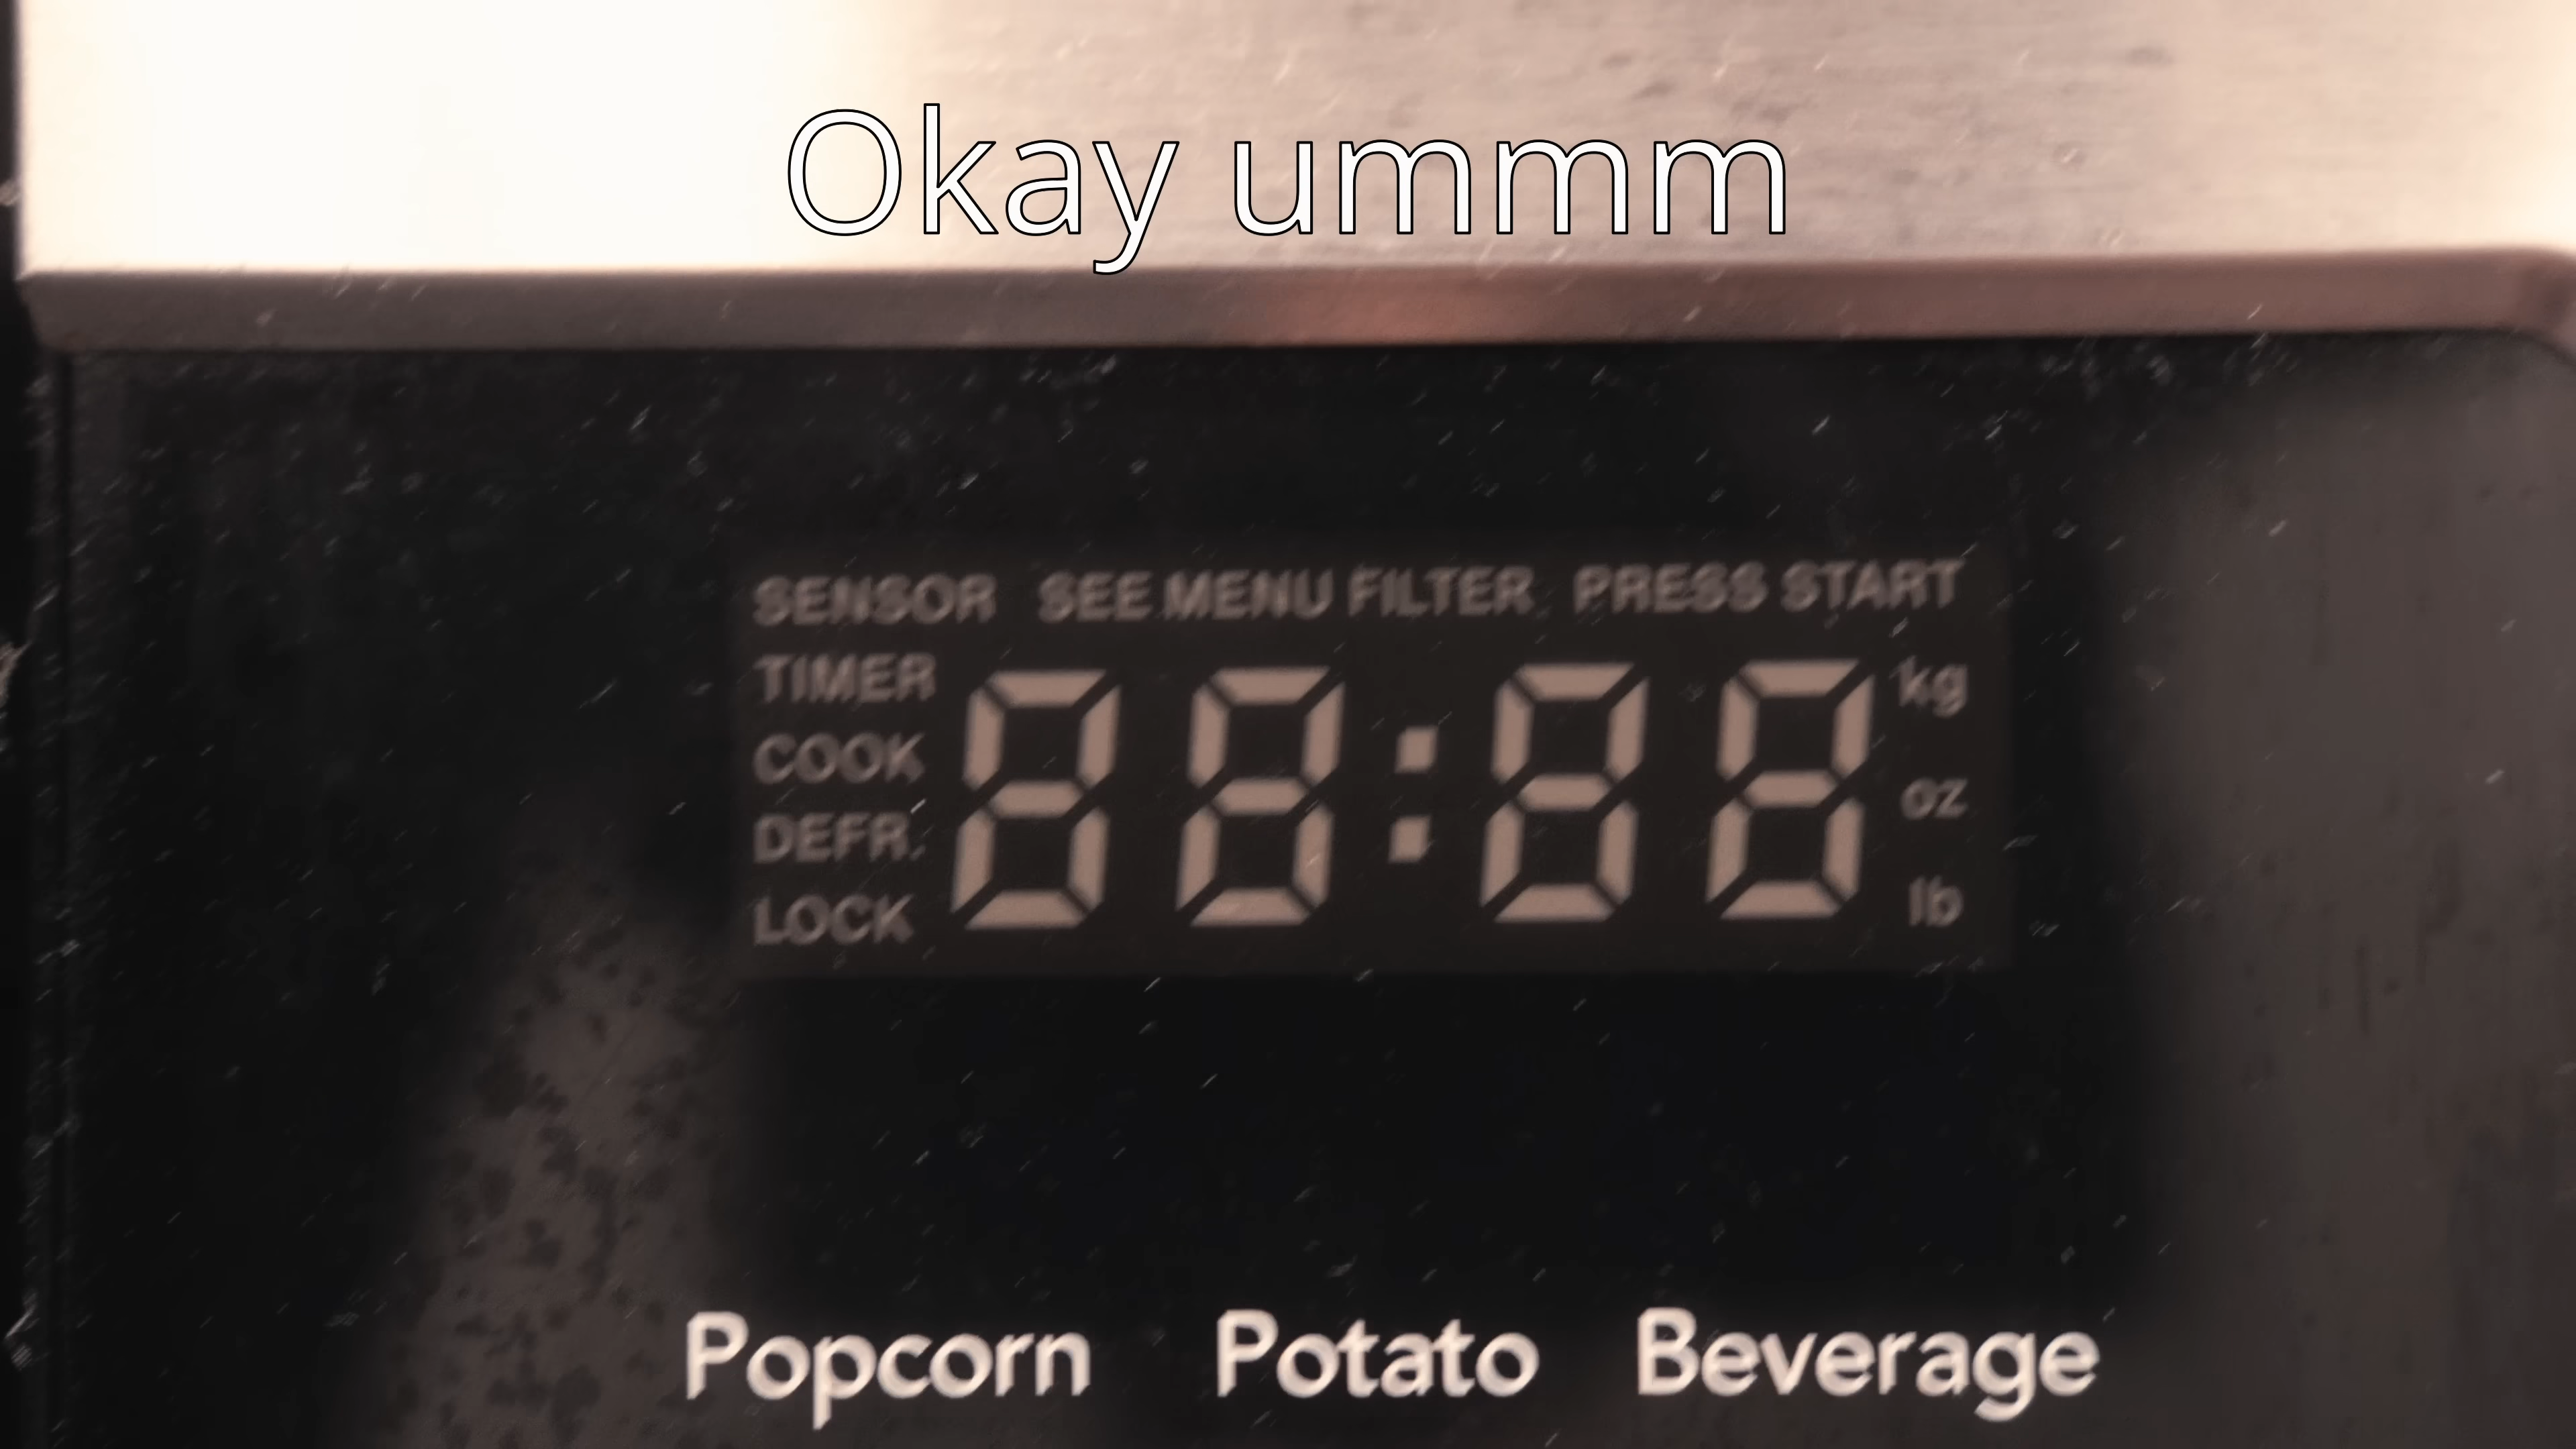 Okay ummm
SENSOR SEE MENU FILTER PRESS START
TIMER
COOK
DEFR.
LOCK
88:88
kg
oz
lb
Popcorn Potato Beverage